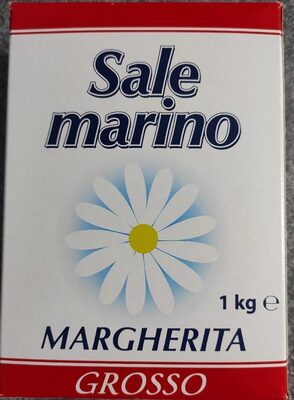 Sale
marino
1 kg ℮
MARGHERITA
GROSSO